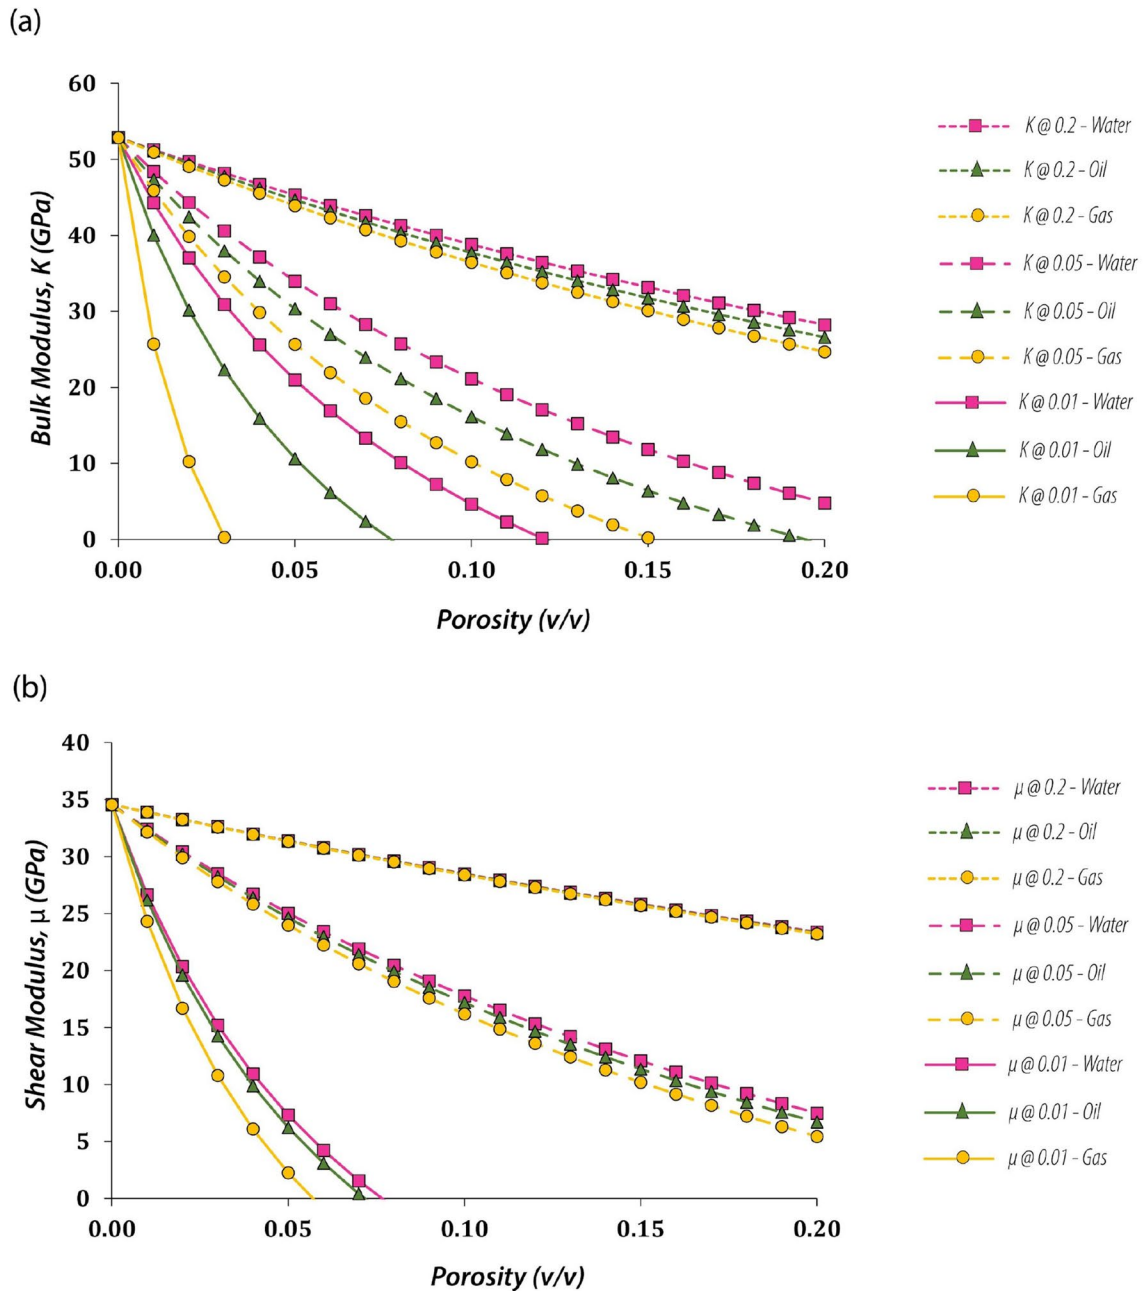 (a)
60
50
40
30
20
10
0
Bulk Modulus, K (GPa)
0.00 0.05 0.10 0.15 0.20
Porosity (v/v)
K @ 0.2 – Water
K @ 0.2 – Oil
K @ 0.2 – Gas
K @ 0.05 – Water
K @ 0.05 – Oil
K @ 0.05 – Gas
K @ 0.01 – Water
K @ 0.01 – Oil
K @ 0.01 – Gas
(b)
40
35
30
25
20
15
10
5
0
Shear Modulus, μ (GPa)
0.00 0.05 0.10 0.15 0.20
Porosity (v/v)
μ @ 0.2 – Water
μ @ 0.2 – Oil
μ @ 0.2 – Gas
μ @ 0.05 – Water
μ @ 0.05 – Oil
μ @ 0.05 – Gas
μ @ 0.01 – Water
μ @ 0.01 – Oil
μ @ 0.01 – Gas